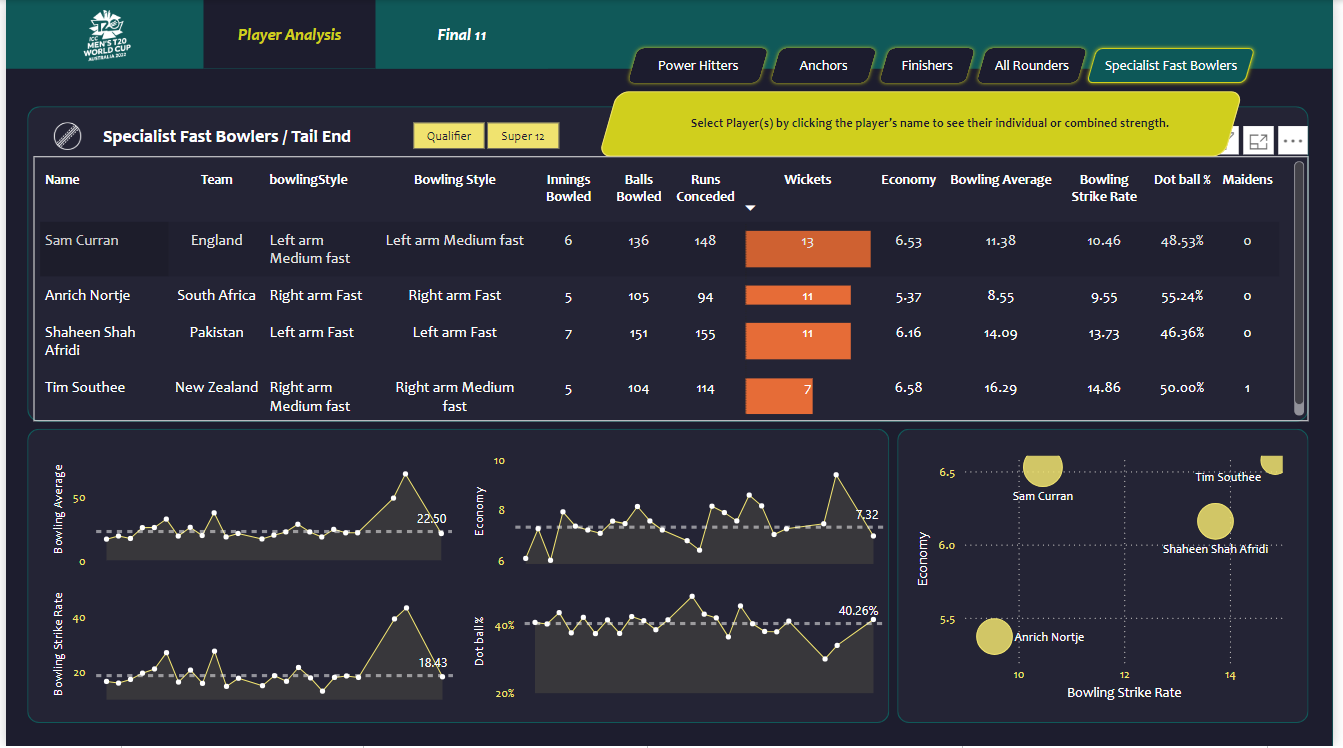 ICC
MEN'S T20
WORLD CUP
AUSTRALIA 2022
Player Analysis
Final 11
Power Hitters
Anchors
Finishers
All Rounders
Specialist Fast Bowlers
Specialist Fast Bowlers / Tail End
Qualifier
Super 12
Select Player(s) by clicking the player's name to see their individual or combined strength.
Name Team bowlingStyle Bowling Style Innings Bowled Balls Bowled Runs Conceded Wickets Economy Bowling Average Bowling Strike Rate Dot ball % Maidens
Sam Curran England Left arm Medium fast Left arm Medium fast 6 136 148 13 6.53 11.38 10.46 48.53% 0
Anrich Nortje South Africa Right arm Fast Right arm Fast 5 105 94 11 5.37 8.55 9.55 55.24% 0
Shaheen Shah Afridi Pakistan Left arm Fast Left arm Fast 7 151 155 11 6.16 14.09 13.73 46.36% 0
Tim Southee New Zealand Right arm Medium fast Right arm Medium fast 5 104 114 7 6.58 16.29 14.86 50.00% 1
Bowling Average
50
0
22.50
Economy
10
8
6
7.32
Bowling Strike Rate
40
20
18.43
Dot ball%
40%
20%
40.26%
Economy
6.5
6.0
5.5
Sam Curran
Tim Southee
Shaheen Shah Afridi
Anrich Nortje
10
12
14
Bowling Strike Rate